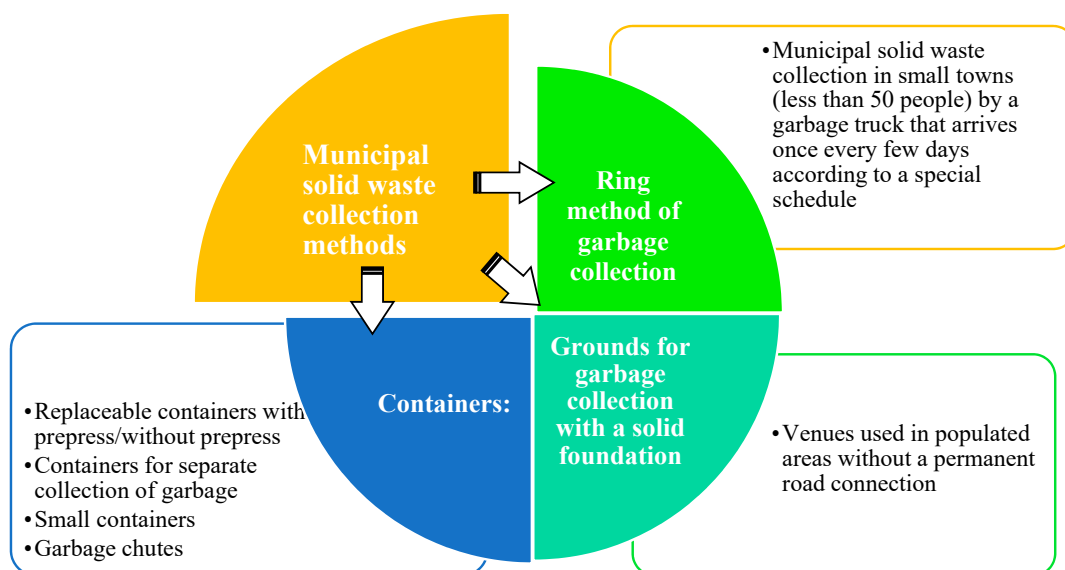 Municipal
solid waste
collection
methods
Ring
method of
garbage
collection
•Municipal solid waste
collection in small towns
(less than 50 people) by a
garbage truck that arrives
once every few days
according to a special
schedule
Containers:
•Replaceable containers with
prepress/without prepress
•Containers for separate
collection of garbage
•Small containers
•Garbage chutes
Grounds for
garbage
collection
with a solid
foundation
•Venues used in populated
areas without a permanent
road connection